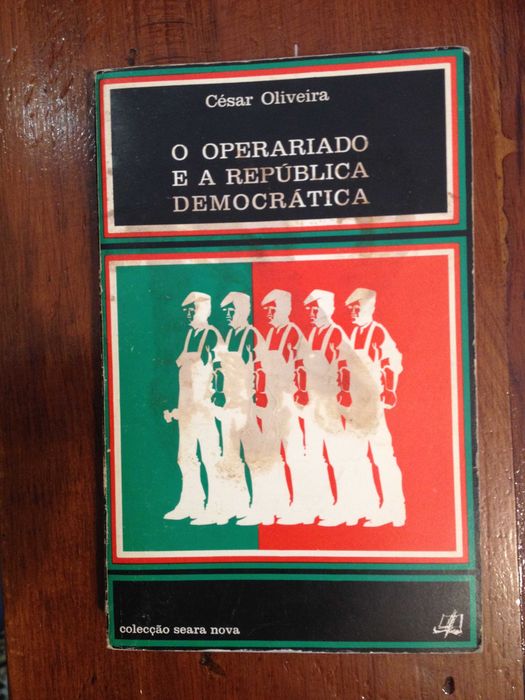 César Oliveira
O OPERARIADO
E A REPÚBLICA
DEMOCRÁTICA
colecção seara nova